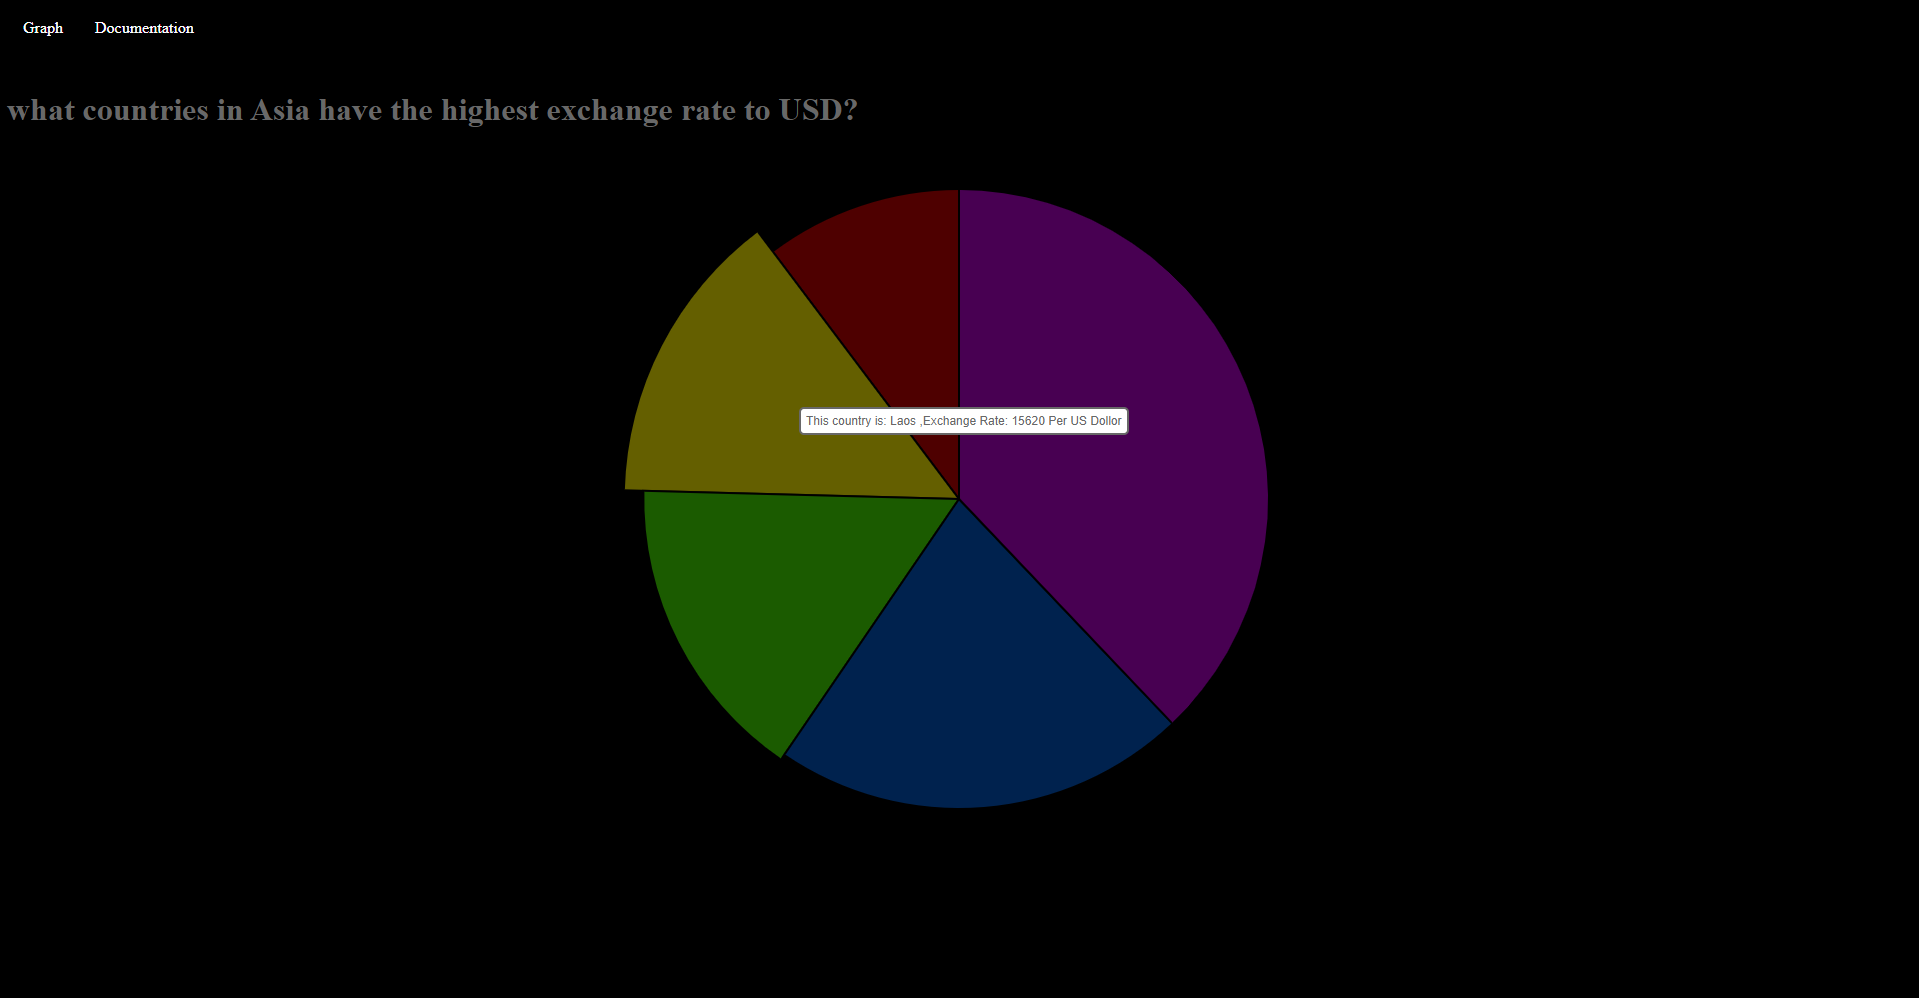 Graph Documentation
what countries in Asia have the highest exchange rate to USD?
This country is: Laos ,Exchange Rate: 15620 Per US Dollor